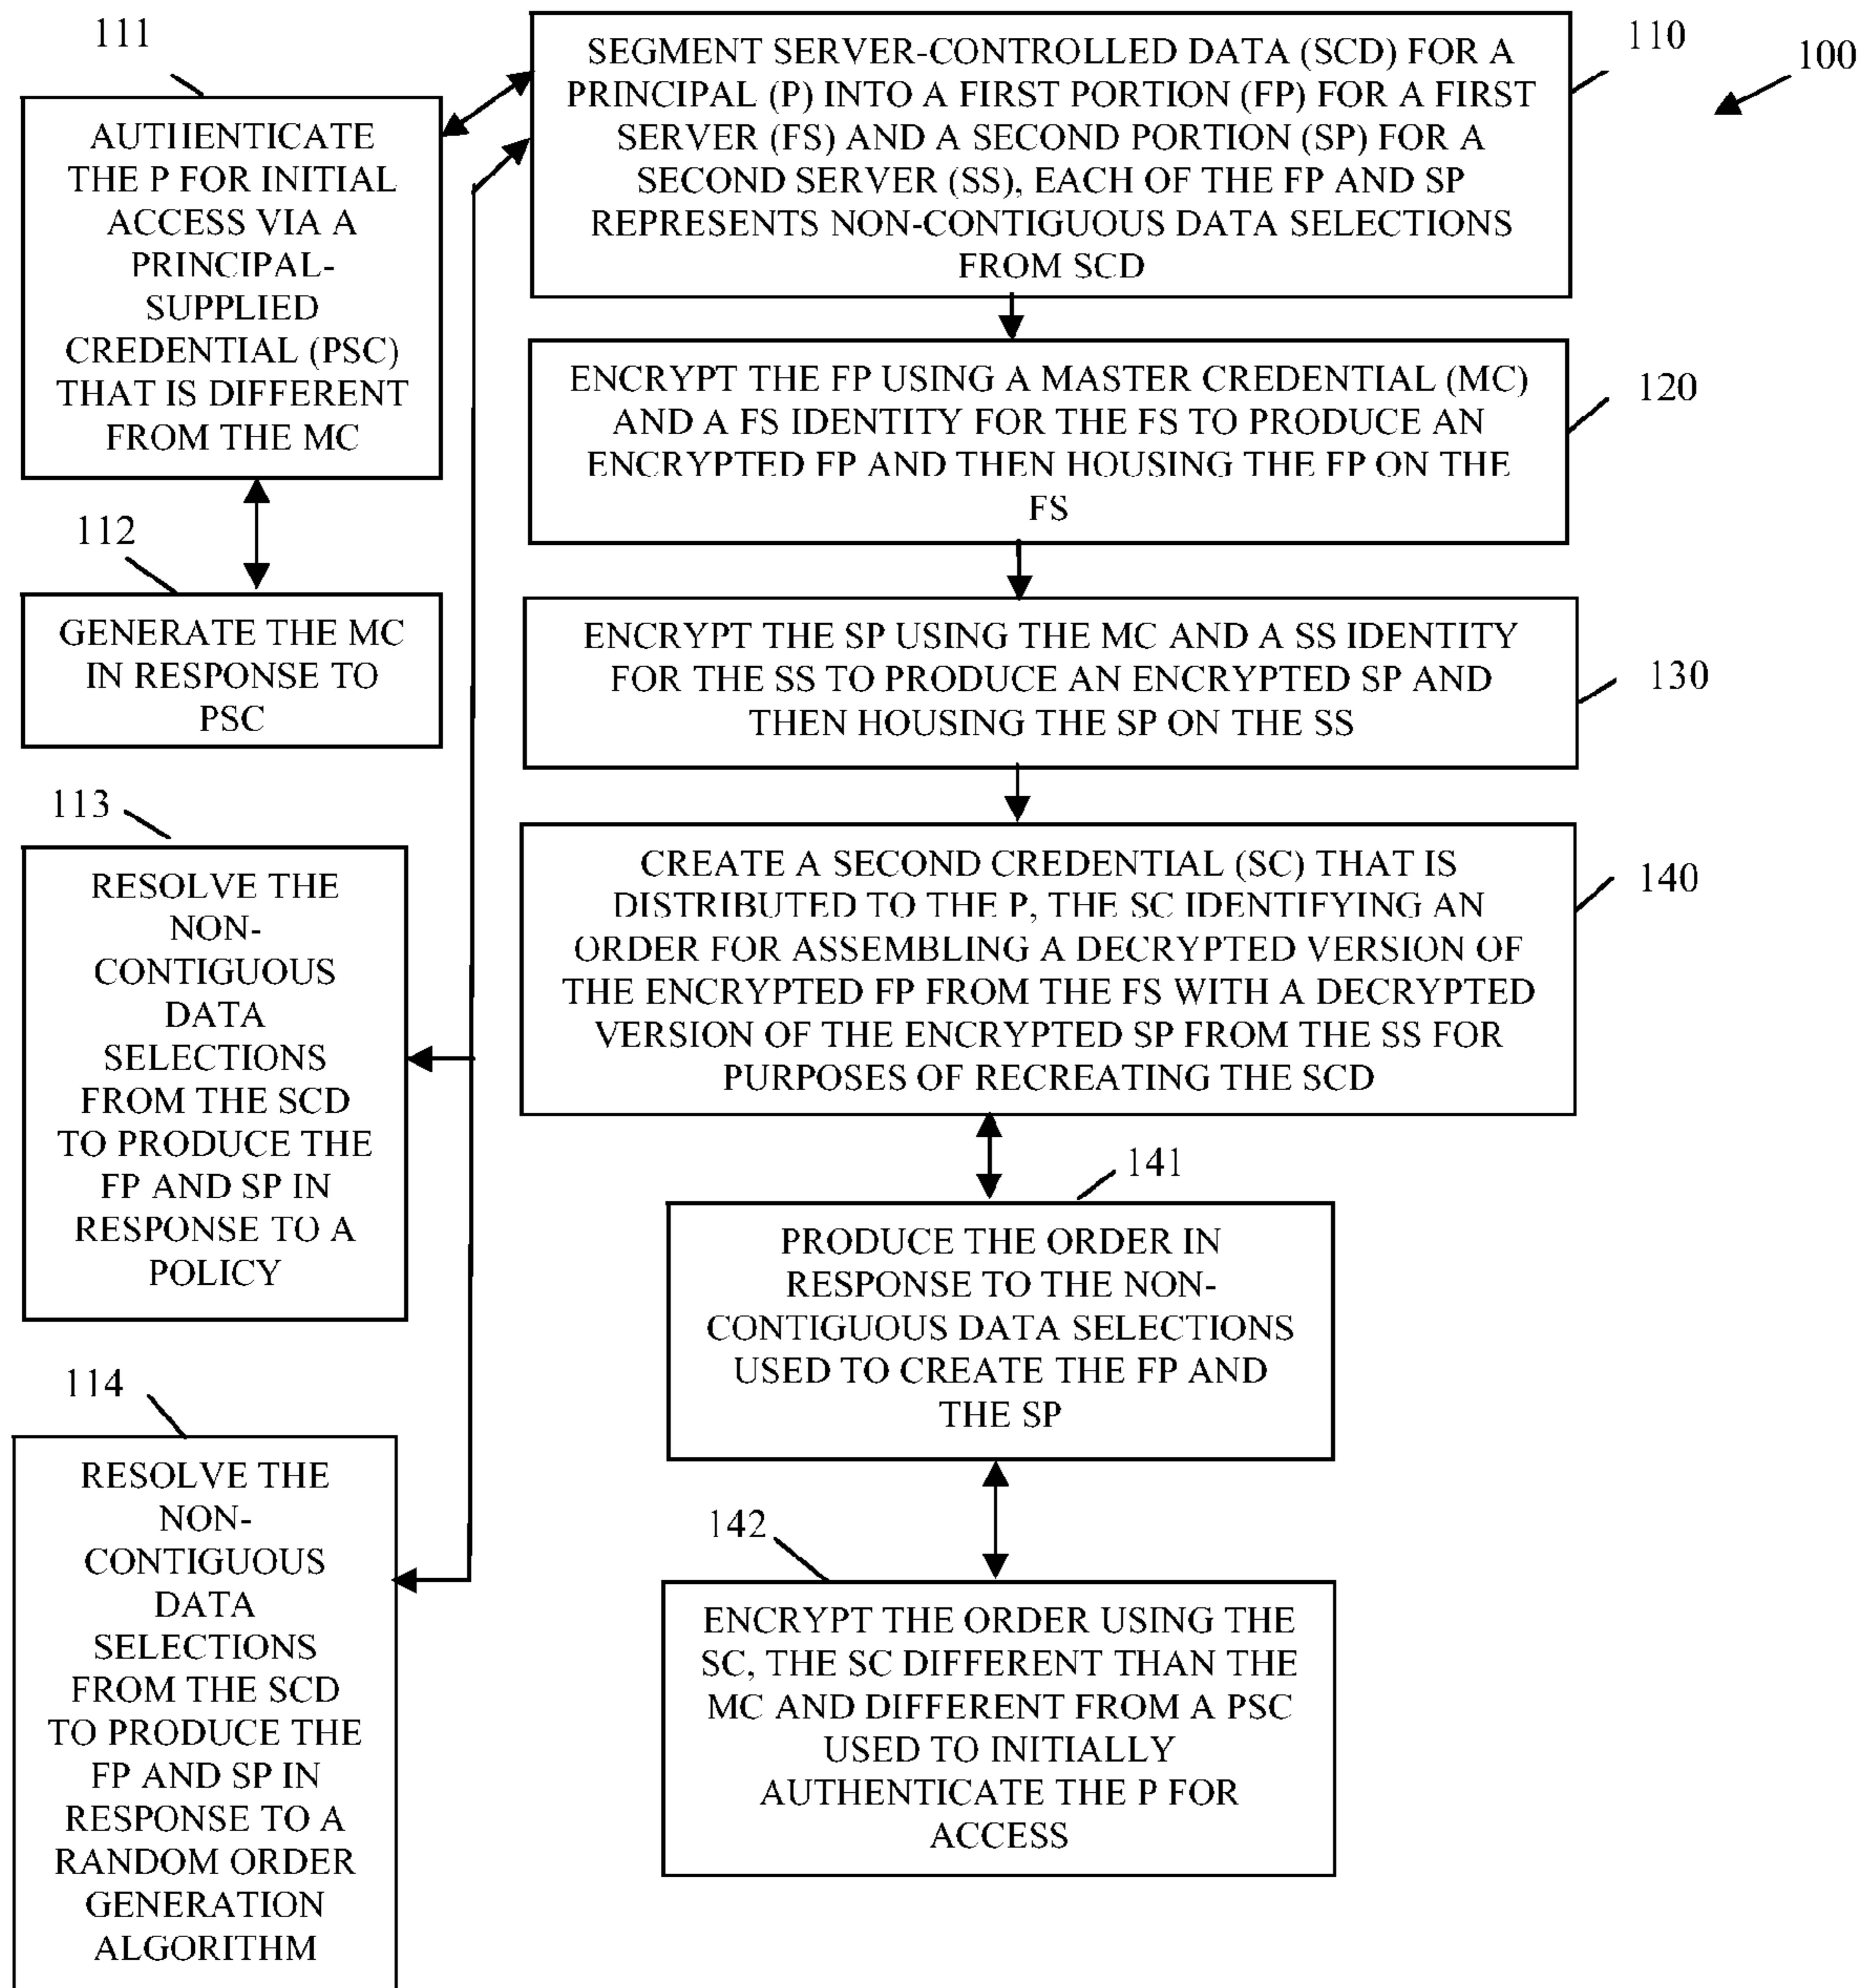 100
110
SEGMENT SERVER-CONTROLLED DATA (SCD) FOR A
PRINCIPAL (P) INTO A FIRST PORTION (FP) FOR A FIRST
SERVER (FS) AND A SECOND PORTION (SP) FOR A
SECOND SERVER (SS), EACH OF THE FP AND SP
REPRESENTS NON-CONTIGUOUS DATA SELECTIONS
FROM SCD
111
AUTHENTICATE
THE P FOR INITIAL
ACCESS VIA A
PRINCIPAL-
SUPPLIED
CREDENTIAL (PSC)
THAT IS DIFFERENT
FROM THE MC
112
GENERATE THE MC
IN RESPONSE TO
PSC
113
RESOLVE THE
NON-
CONTIGUOUS
DATA
SELECTIONS
FROM THE SCD
TO PRODUCE THE
FP AND SP IN
RESPONSE TO A
POLICY
114
RESOLVE THE
NON-
CONTIGUOUS
DATA
SELECTIONS
FROM THE SCD
TO PRODUCE THE
FP AND SP IN
RESPONSE TO A
RANDOM ORDER
GENERATION
ALGORITHM
120
ENCRYPT THE FP USING A MASTER CREDENTIAL (MC)
AND A FS IDENTITY FOR THE FS TO PRODUCE AN
ENCRYPTED FP AND THEN HOUSING THE FP ON THE
FS
130
ENCRYPT THE SP USING THE MC AND A SS IDENTITY
FOR THE SS TO PRODUCE AN ENCRYPTED SP AND
THEN HOUSING THE SP ON THE SS
140
CREATE A SECOND CREDENTIAL (SC) THAT IS
DISTRIBUTED TO THE P, THE SC IDENTIFYING AN
ORDER FOR ASSEMBLING A DECRYPTED VERSION OF
THE ENCRYPTED FP FROM THE FS WITH A DECRYPTED
VERSION OF THE ENCRYPTED SP FROM THE SS FOR
PURPOSES OF RECREATING THE SCD
141
PRODUCE THE ORDER IN
RESPONSE TO THE NON-
CONTIGUOUS DATA SELECTIONS
USED TO CREATE THE FP AND
THE SP
142
ENCRYPT THE ORDER USING THE
SC, THE SC DIFFERENT THAN THE
MC AND DIFFERENT FROM A PSC
USED TO INITIALLY
AUTHENTICATE THE P FOR
ACCESS